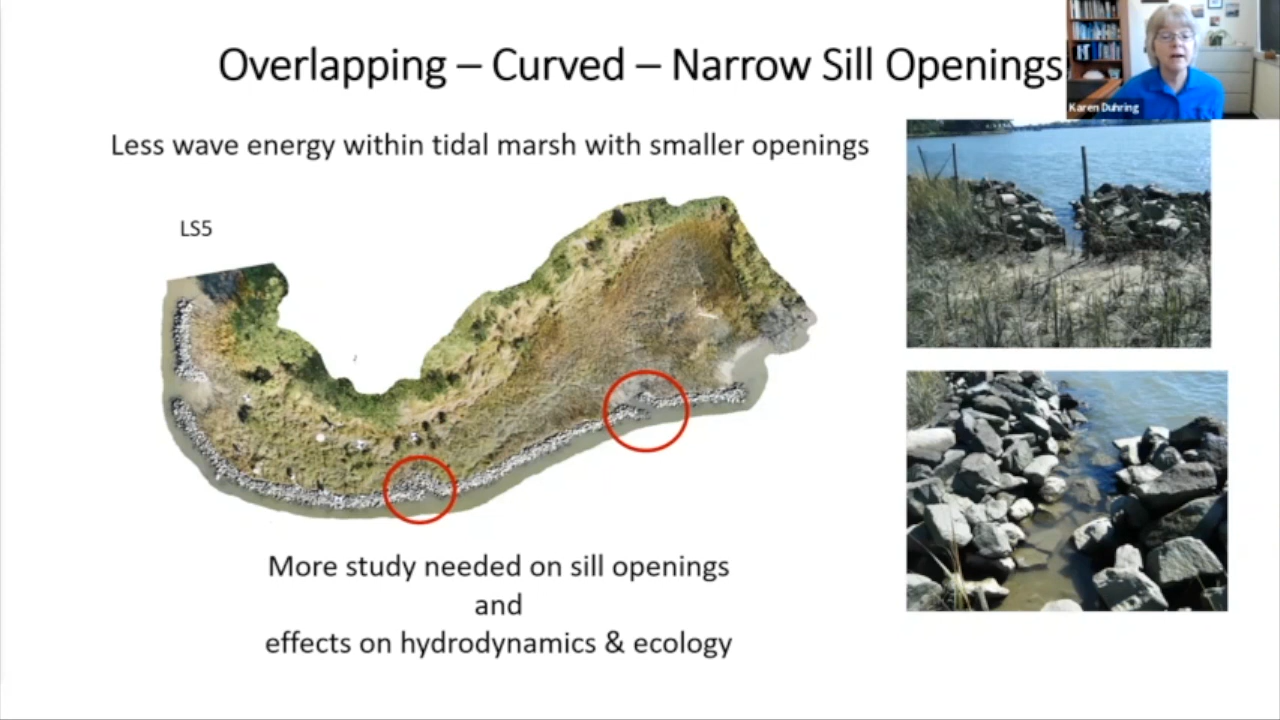 Overlapping – Curved – Narrow Sill Openings
Karen Duhring
Less wave energy within tidal marsh with smaller openings
LS5
More study needed on sill openings
and
effects on hydrodynamics & ecology